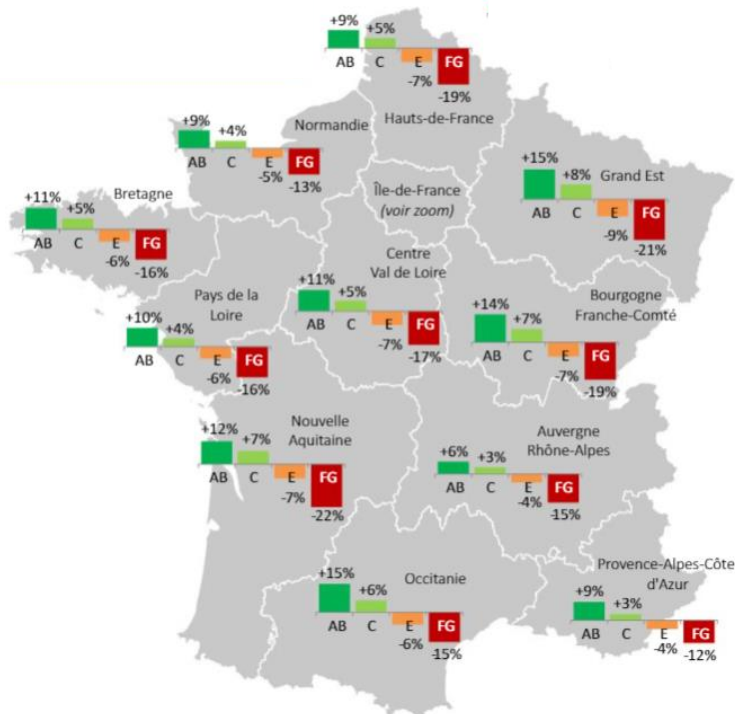 +9%
+5%
AB
C
E
FG
-7%
-19%
Hauts-de-France
Normandie
+9%
+4%
AB
C
E
FG
-5%
-13%
Île-de-France
(voir zoom)
+15%
+8%
Grand Est
AB
C
E
FG
-9%
-21%
Bretagne
+11%
+5%
AB
C
E
FG
-6%
-16%
Centre
Val de Loire
+11%
+5%
AB
C
E
FG
-7%
-17%
Bourgogne
Franche-Comté
+14%
+7%
AB
C
E
FG
-7%
-19%
Pays de la
Loire
+10%
+4%
AB
C
E
FG
-6%
-16%
Nouvelle
Aquitaine
+12%
+7%
AB
C
E
FG
-7%
-22%
Auvergne
Rhône-Alpes
+6%
+3%
AB
C
E
FG
-4%
-15%
Occitanie
+15%
+6%
AB
C
E
FG
-6%
-15%
Provence-Alpes-Côte
d'Azur
+9%
+3%
AB
C
E
FG
-4%
-12%